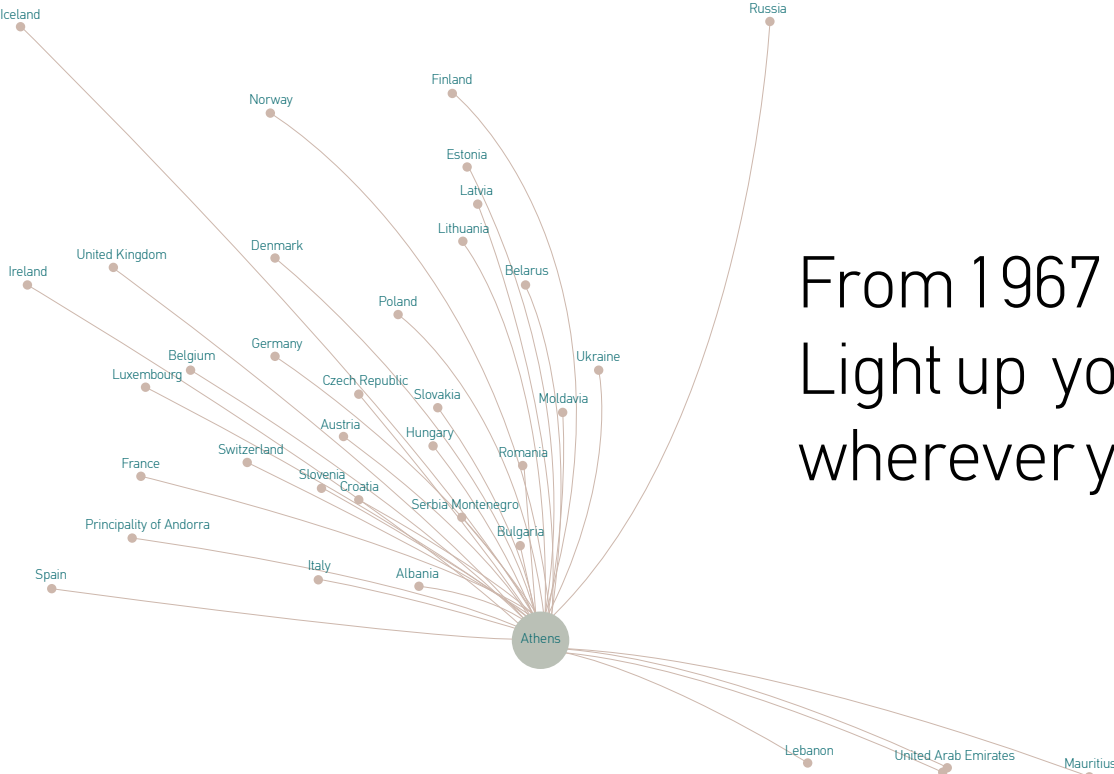 Iceland
Russia
Finland
Norway
Estonia
Latvia
Lithuania
Denmark
United Kingdom
Ireland
Belarus
Poland
Germany
Belgium
Luxembourg
Ukraine
Czech Republic
Slovakia
Moldavia
Austria
Hungary
Switzerland
Romania
France
Slovenia
Croatia
Serbia Montenegro
Principality of Andorra
Bulgaria
Italy
Albania
Spain
Athens
Lebanon
United Arab Emirates
Mauritius
From 1967
Light up yo
wherever y